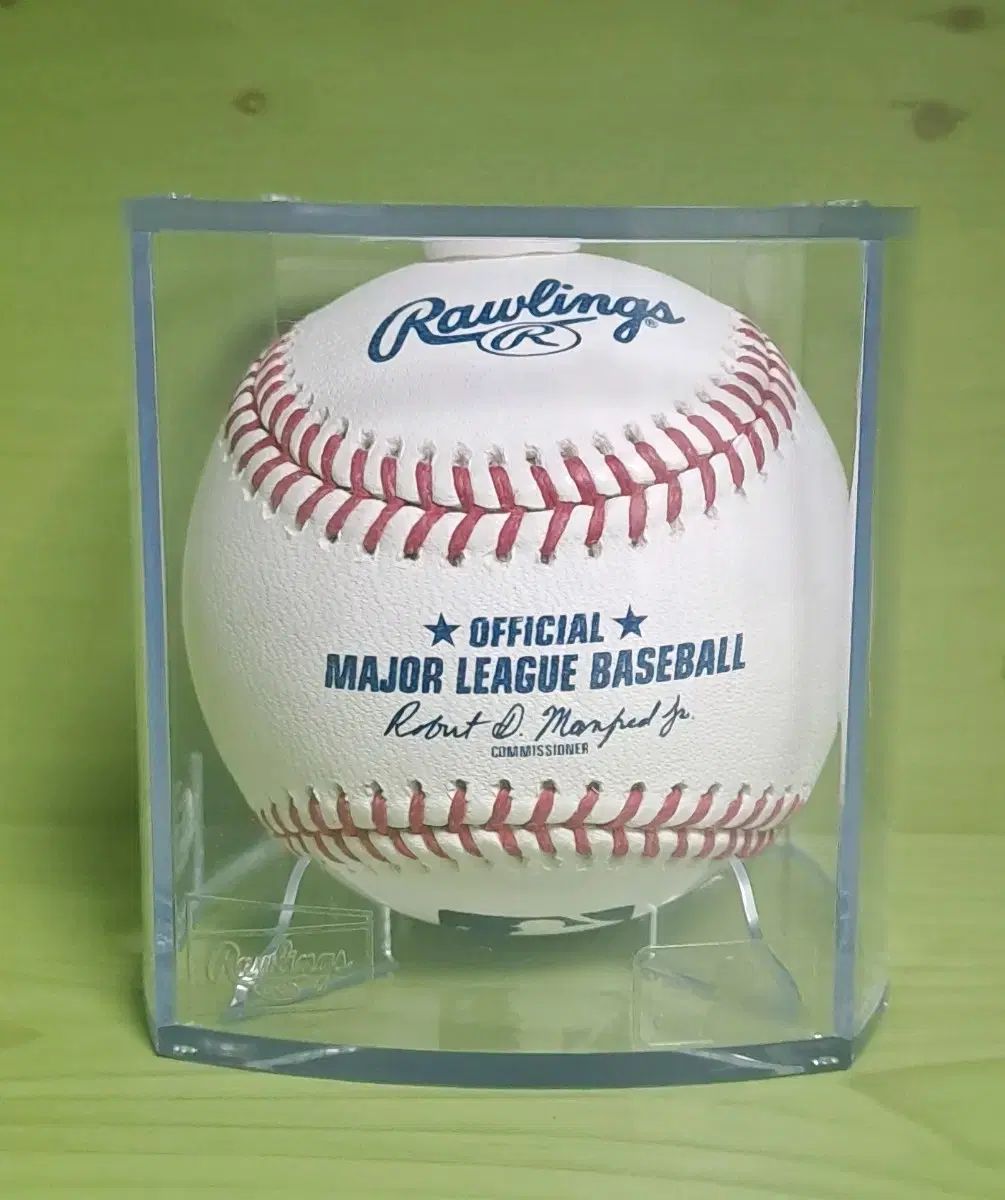 Rawlings®
R
★ OFFICIAL ★
MAJOR LEAGUE BASEBALL
Robert D. Manfred Jr.
COMMISSIONER
Rawlings